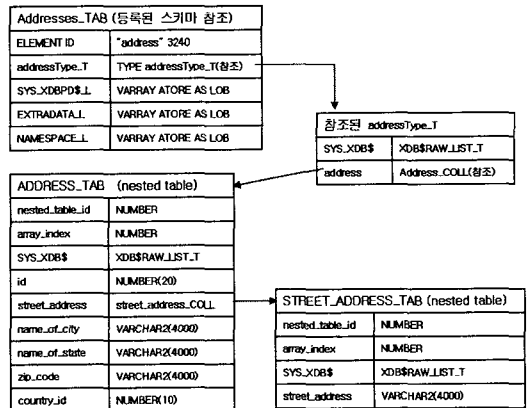 Addresses_TAB (등록된 스키마 참조)
ELEMENT ID "address" 3240
addressType_T TYPE addressType_T(참조)
SYS_XDBPD$_L VARRAY ATORE AS LOB
EXTRADATA_L VARRAY ATORE AS LOB
NAMESPACE_L VARRAY ATORE AS LOB
참조된 addressType_T
SYS_XDB$ XDB$RAW_LIST_T
address Address_COLL(참조)
ADDRESS_TAB (nested table)
nested_table_id NUMBER
array_index NUMBER
SYS_XDB$ XDB$RAW_LIST_T
id NUMBER(20)
street_address street_address_COLL
name_of_city VARCHAR2(4000)
name_of_state VARCHAR2(4000)
zip_code VARCHAR2(4000)
country_id NUMBER(10)
STREET_ADDRESS_TAB (nested table)
nested_table_id NUMBER
array_index NUMBER
SYS_XDB$ XDB$RAW_LIST_T
street_address VARCHAR2(4000)